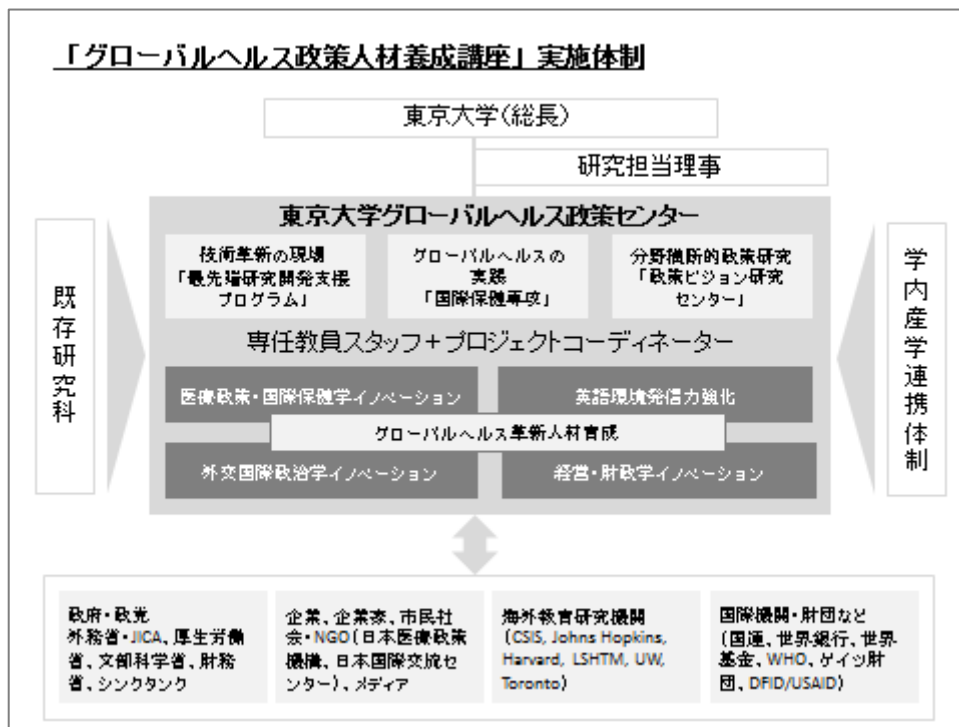 「グローバルヘルス政策人材養成講座」実施体制
東京大学(総長)
研究担当理事
東京大学グローバルヘルス政策センター
技術革新の現場
「最先端研究開発支援
プログラム」
グローバルヘルスの
実践
「国際保健専攻」
分野横断的政策研究
「政策ビジョン研究
センター」
既存研究科
学内産学連携体制
専任教員スタッフ+プロジェクトコーディネーター
医療政策・国際保健学イノベーション
英語環境発信力強化
グローバルヘルス革新人材育成
外交国際政治学イノベーション
経営・財政学イノベーション
政府・政党
外務省・JICA、厚生労働
省、文部科学省、財務
省、シンクタンク
企業、企業家、市民社
会・NGO(日本医療政策
機構、日本国際交流セ
ンター)、メディア
海外教育研究機関
(CSIS, Johns Hopkins,
Harvard, LSHTM, UW,
Toronto)
国際機関・財団など
(国連、世界銀行、世界
基金、WHO、ゲイツ財
団、DFID/USAID)